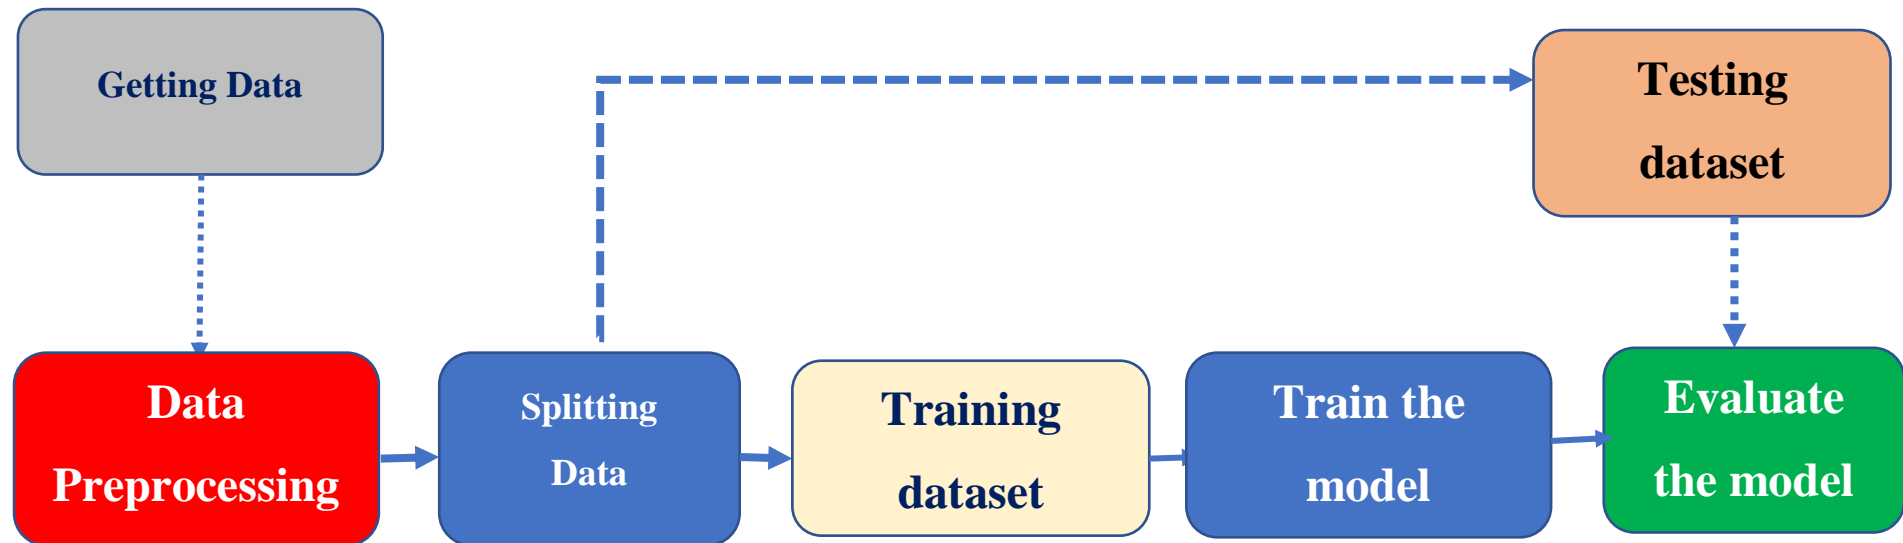 Getting Data
Testing
dataset
Data
Preprocessing
Splitting
Data
Training
dataset
Train the
model
Evaluate
the model